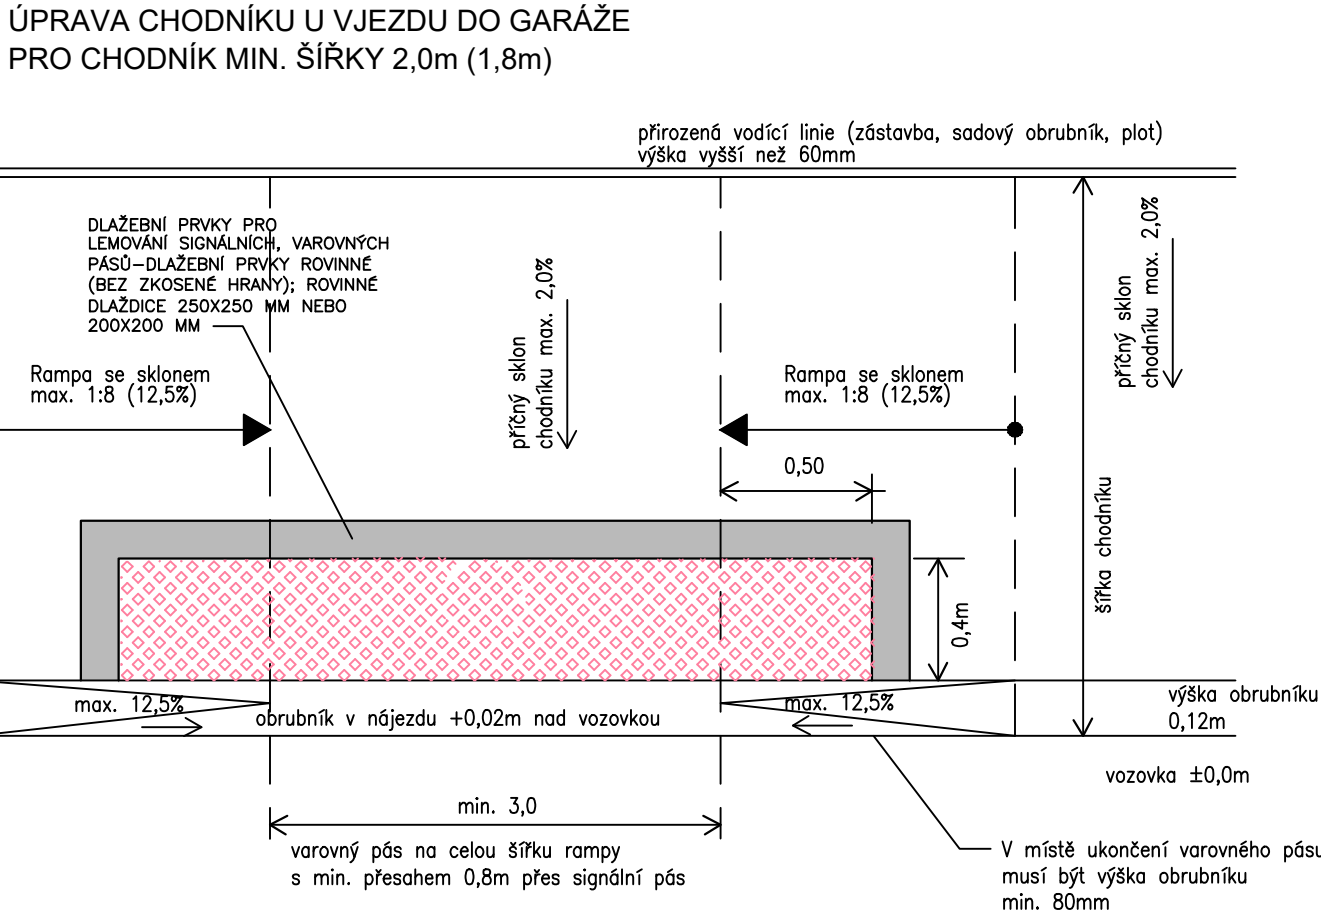 ÚPRAVA CHODNÍKU U VJEZDU DO GARÁŽE
PRO CHODNÍK MIN. ŠÍŘKY 2,0m (1,8m)
přirozená vodící linie (zástavba, sadový obrubník, plot)
výška vyšší než 60mm
DLAŽEBNÍ PRVKY PRO
LEMOVÁNÍ SIGNÁLNÍCH, VAROVNÝCH
PÁSŮ-DLAŽEBNÍ PRVKY ROVINNÉ
(BEZ ZKOSENÉ HRANY); ROVINNÉ
DLAŽDICE 250X250 MM NEBO
200X200 MM
příčný sklon
chodníku max. 2,0%
příčný sklon
chodníku max. 2,0%
Rampa se sklonem
max. 1:8 (12,5%)
Rampa se sklonem
max. 1:8 (12,5%)
0,50
šířka chodníku
0,4m
max. 12,5%
obrubník v nájezdu +0,02m nad vozovkou
max. 12,5%
výška obrubníku
0,12m
vozovka ±0,0m
min. 3,0
varovný pás na celou šířku rampy
s min. přesahem 0,8m přes signální pás
V místě ukončení varovného pásu
musí být výška obrubníku
min. 80mm